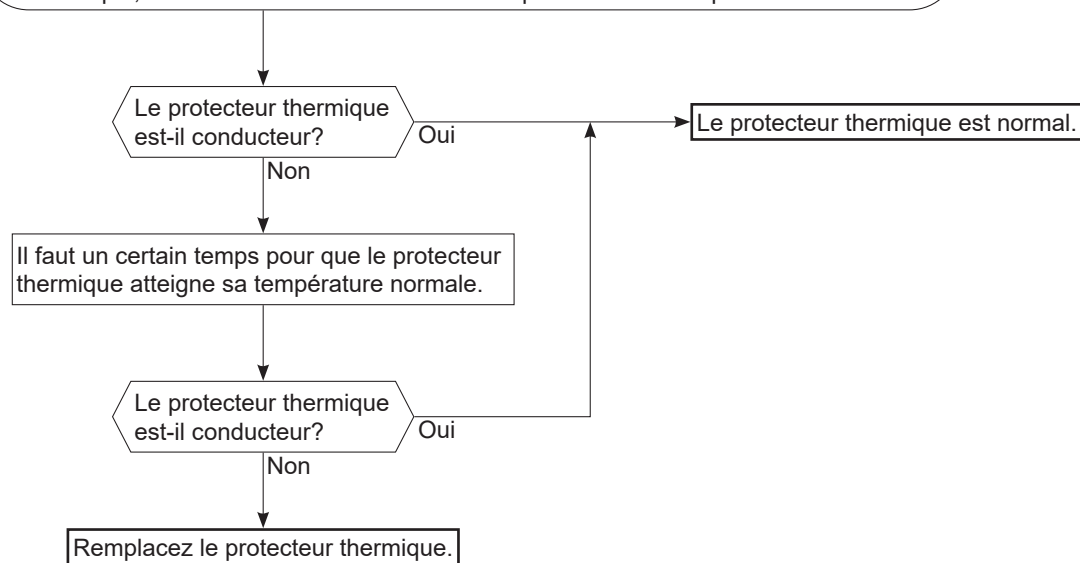 Le protecteur thermique
est-il conducteur?
Oui
Le protecteur thermique est normal.
Non
Il faut un certain temps pour que le protecteur
thermique atteigne sa température normale.
Le protecteur thermique
est-il conducteur?
Oui
Non
Remplacez le protecteur thermique.